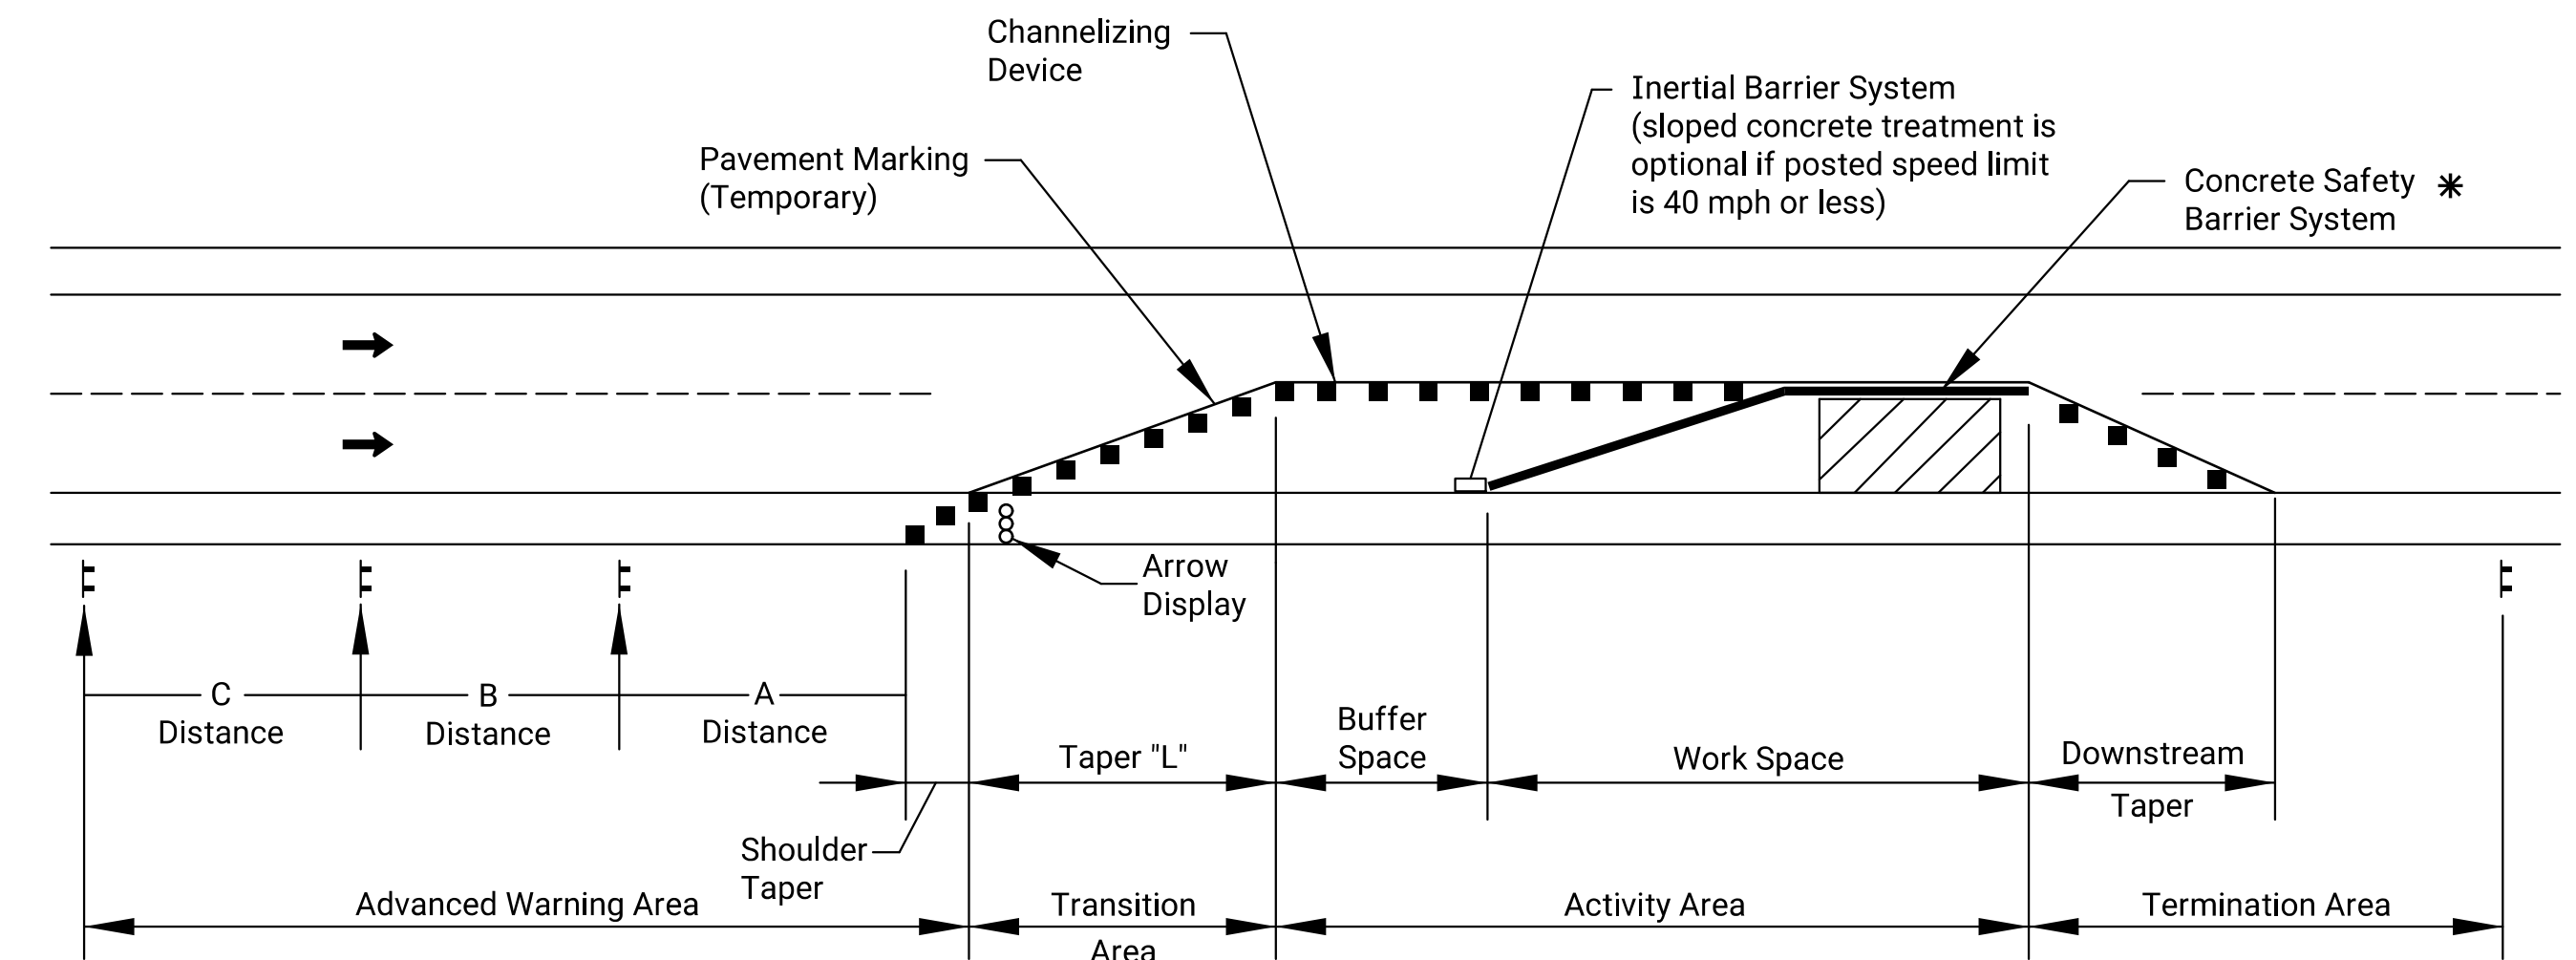 Channelizing
Device
Inertial Barrier System
(sloped concrete treatment is
optional if posted speed limit
is 40 mph or less)
Pavement Marking
(Temporary)
Concrete Safety *
Barrier System
Arrow
Display
C
Distance
B
Distance
A
Distance
Taper "L"
Buffer
Space
Work Space
Downstream
Taper
Shoulder
Taper
Advanced Warning Area
Transition
Area
Activity Area
Termination Area